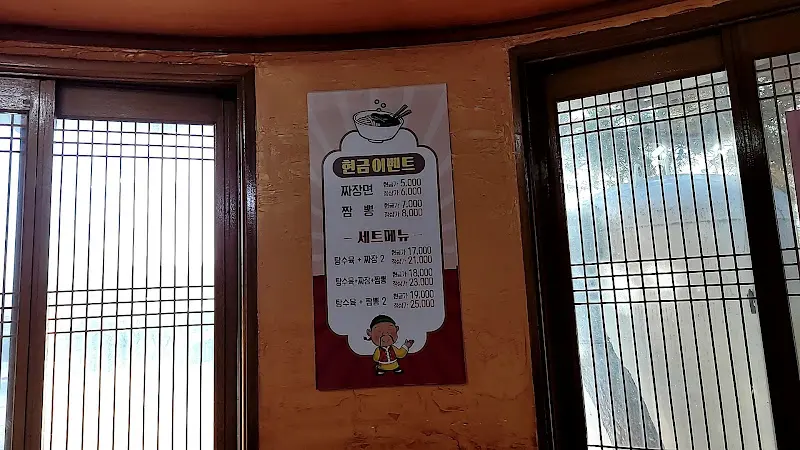 현금이벤트
짜장면 현금가 5,000
정상가 6,000
짬 뽕 현금가 7,000
정상가 8,000
세트메뉴
탕수육 + 짜장 2 현금가 17,000
정상가 21,000
탕수육+짜장+짬뽕 현금가 18,000
정상가 23,000
탕수육 + 짬뽕 2 현금가 19,000
정상가 25,000